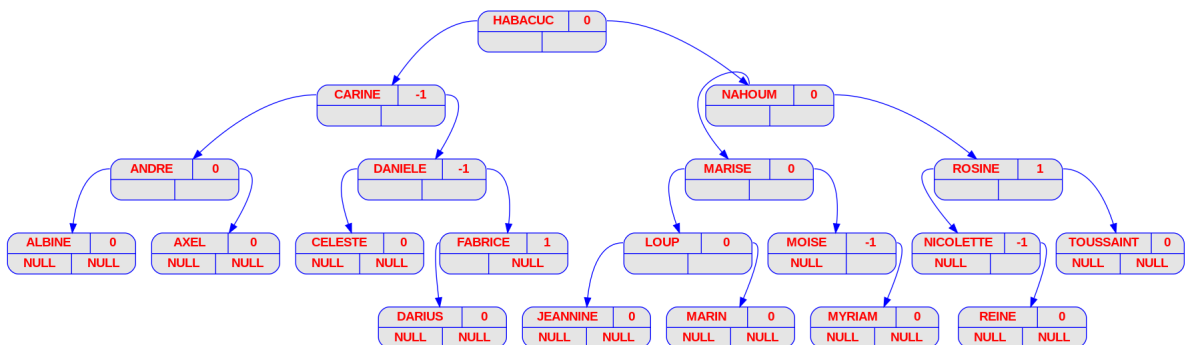 HABACUC 0
CARINE -1
NAHOUM 0
ANDRE 0
DANIELE -1
MARISE 0
ROSINE 1
ALBINE 0
NULL NULL
AXEL 0
NULL NULL
CELESTE 0
NULL NULL
FABRICE 1
NULL
LOUP 0
MOISE -1
NULL
NICOLETTE -1
NULL
TOUSSAINT 0
NULL NULL
DARIUS 0
NULL NULL
JEANNINE 0
NULL NULL
MARIN 0
NULL NULL
MYRIAM 0
NULL NULL
REINE 0
NULL NULL